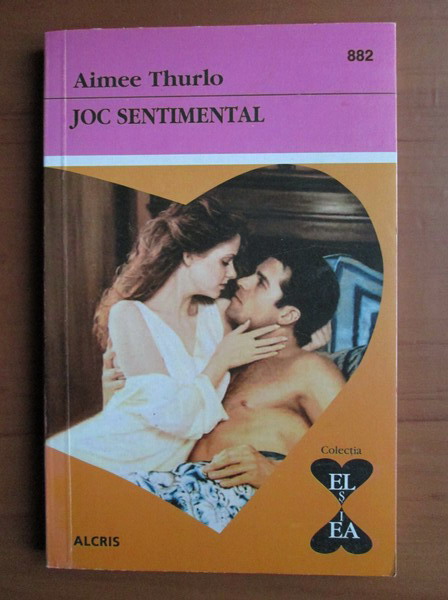 882
Aimee Thurlo
JOC SENTIMENTAL
Colecția
EL
ȘI
EA
ALCRIS